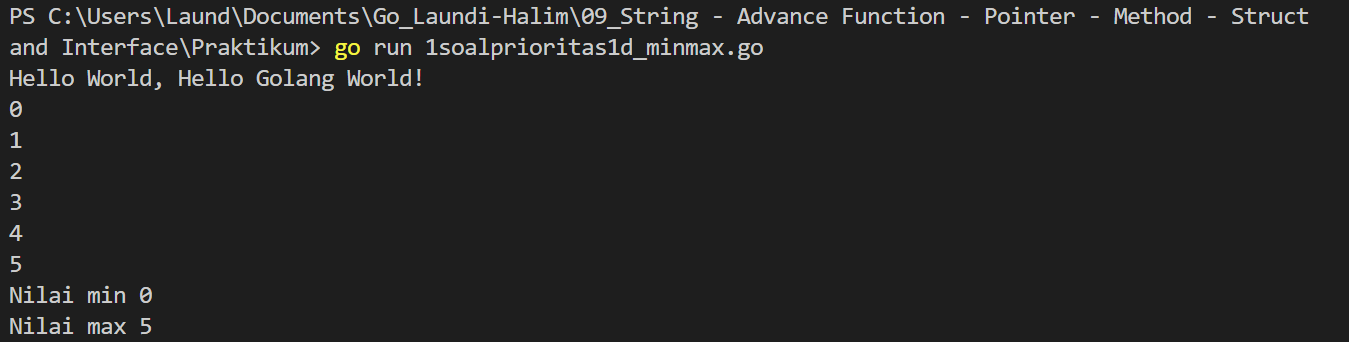 PS C:\Users\Laund\Documents\Go_Laundi-Halim\09_String - Advance Function - Pointer - Method - Struct
and Interface\Praktikum> go run 1soalprioritas1d_minmax.go
Hello World, Hello Golang World!
0
1
2
3
4
5
Nilai min 0
Nilai max 5